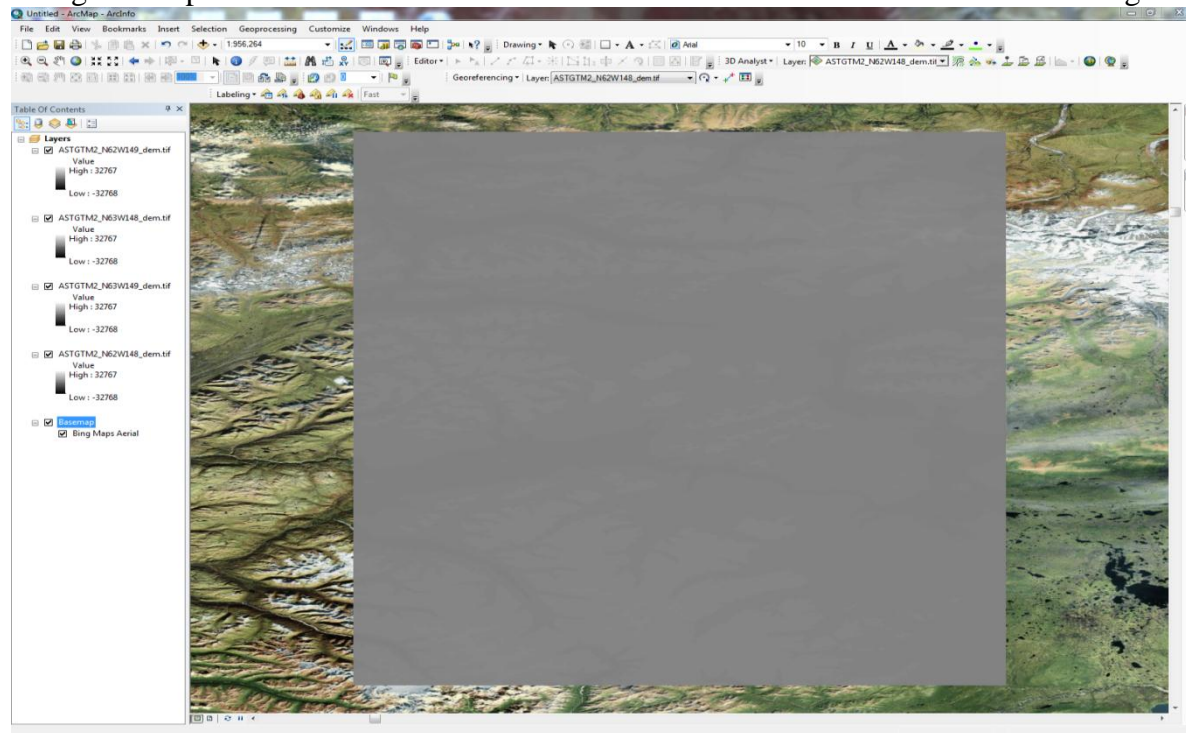 Untitled - ArcMap - ArcInfo
File Edit View Bookmarks Insert Selection Geoprocessing Customize Windows Help
1:956,264 Drawing A Arial 10 B I U A
Editor 3D Analyst Layer: ASTGTM2_N62W148_dem.tif
Georeferencing Layer: ASTGTM2_N62W148_dem.tif
Labeling Fast
Table Of Contents
Layers
ASTGTM2_N62W149_dem.tif
Value
High : 32767
Low : -32768
ASTGTM2_N63W148_dem.tif
Value
High : 32767
Low : -32768
ASTGTM2_N63W149_dem.tif
Value
High : 32767
Low : -32768
ASTGTM2_N62W148_dem.tif
Value
High : 32767
Low : -32768
Basemap
Bing Maps Aerial